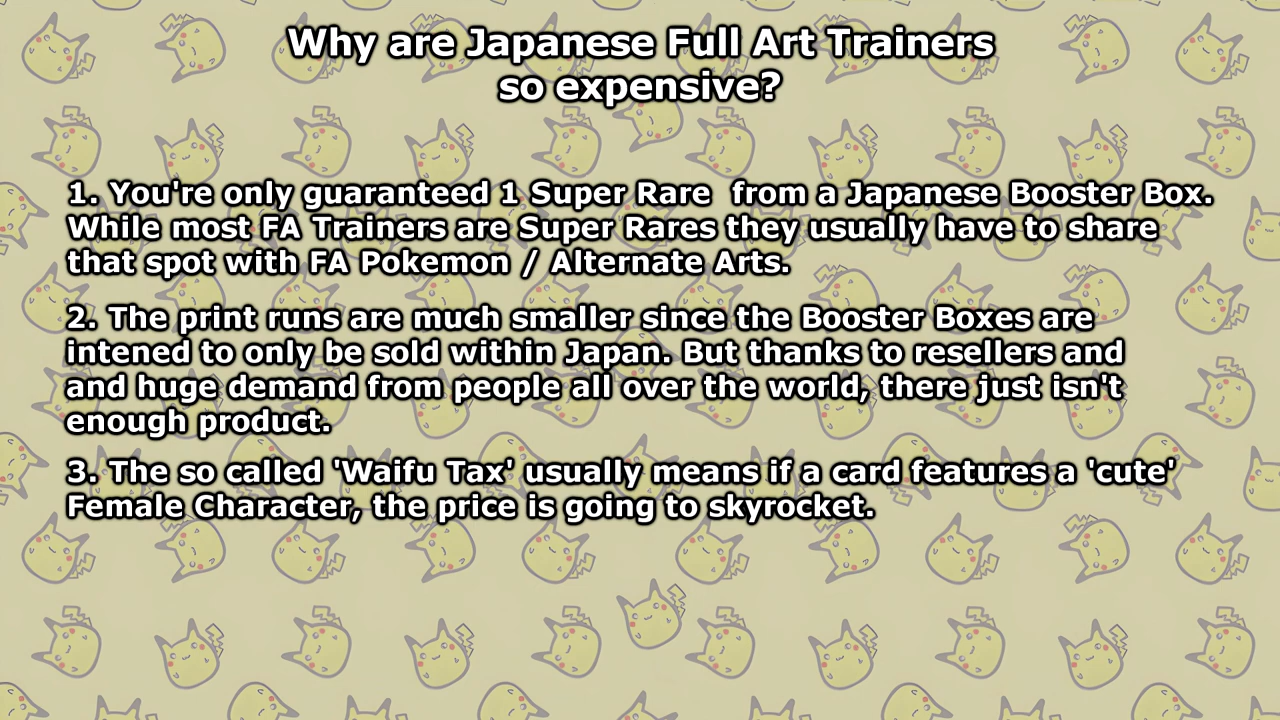 Why are Japanese Full Art Trainers
so expensive?
1. You're only guaranteed 1 Super Rare  from a Japanese Booster Box.
While most FA Trainers are Super Rares they usually have to share
that spot with FA Pokemon / Alternate Arts.
2. The print runs are much smaller since the Booster Boxes are
intened to only be sold within Japan. But thanks to resellers and
and huge demand from people all over the world, there just isn't
enough product.
3. The so called 'Waifu Tax' usually means if a card features a 'cute'
Female Character, the price is going to skyrocket.